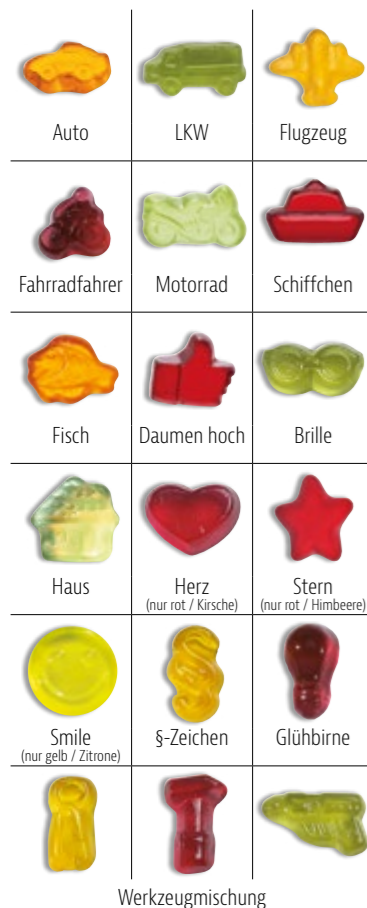 Auto
LKW
Flugzeug
Fahrradfahrer
Motorrad
Schiffchen
Fisch
Daumen hoch
Brille
Haus
Herz
(nur rot / Kirsche)
Stern
(nur rot / Himbeere)
Smile
(nur gelb / Zitrone)
§-Zeichen
Glühbirne
Werkzeugmischung